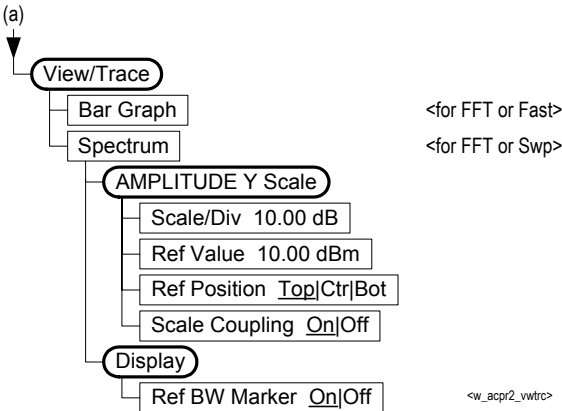 (a)
View/Trace
Bar Graph <for FFT or Fast>
Spectrum <for FFT or Swp>
AMPLITUDE Y Scale
Scale/Div 10.00 dB
Ref Value 10.00 dBm
Ref Position Top|Ctr|Bot
Scale Coupling On|Off
Display
Ref BW Marker On|Off <w_acpr2_vwtrc>